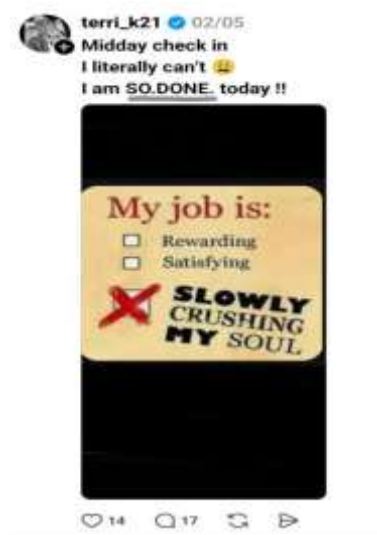 terri_k21 02/05
Midday check in
I literally can't 😩
I am SO.DONE. today !!
My job is:
Rewarding
Satisfying
SLOWLY
CRUSHING
MY SOUL
14 17